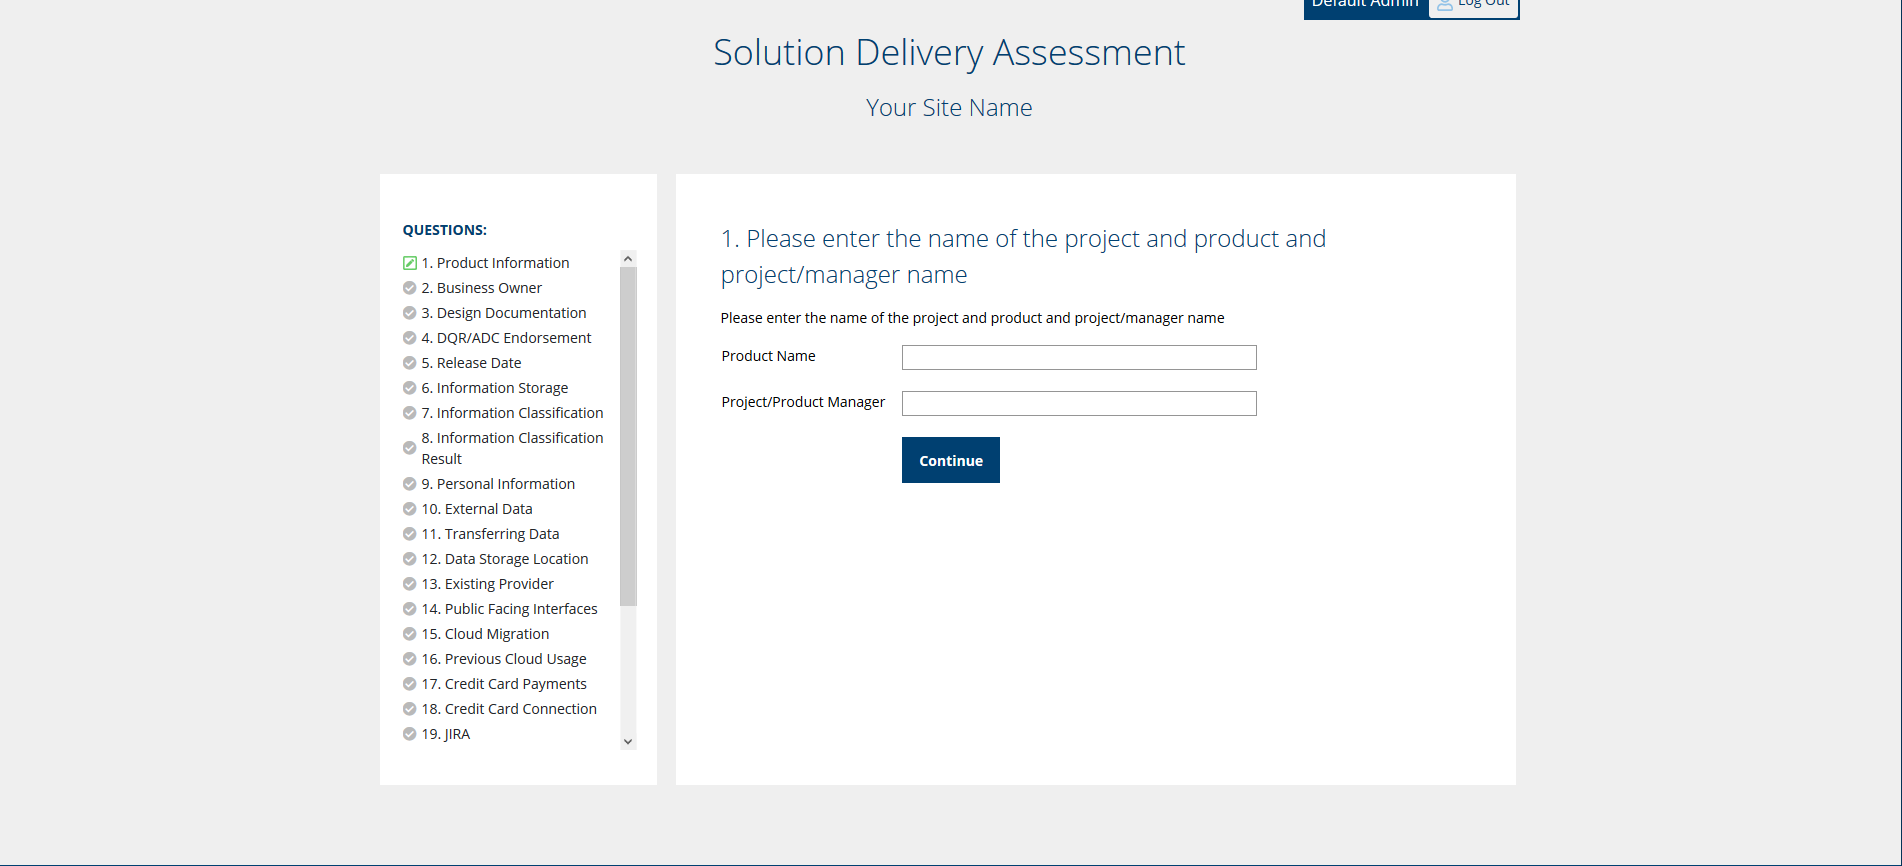 Default Admin
Log Out
Solution Delivery Assessment
Your Site Name
QUESTIONS:
1. Product Information
2. Business Owner
3. Design Documentation
4. DQR/ADC Endorsement
5. Release Date
6. Information Storage
7. Information Classification
8. Information Classification
Result
9. Personal Information
10. External Data
11. Transferring Data
12. Data Storage Location
13. Existing Provider
14. Public Facing Interfaces
15. Cloud Migration
16. Previous Cloud Usage
17. Credit Card Payments
18. Credit Card Connection
19. JIRA
1. Please enter the name of the project and product and
project/manager name
Please enter the name of the project and product and project/manager name
Product Name
Project/Product Manager
Continue